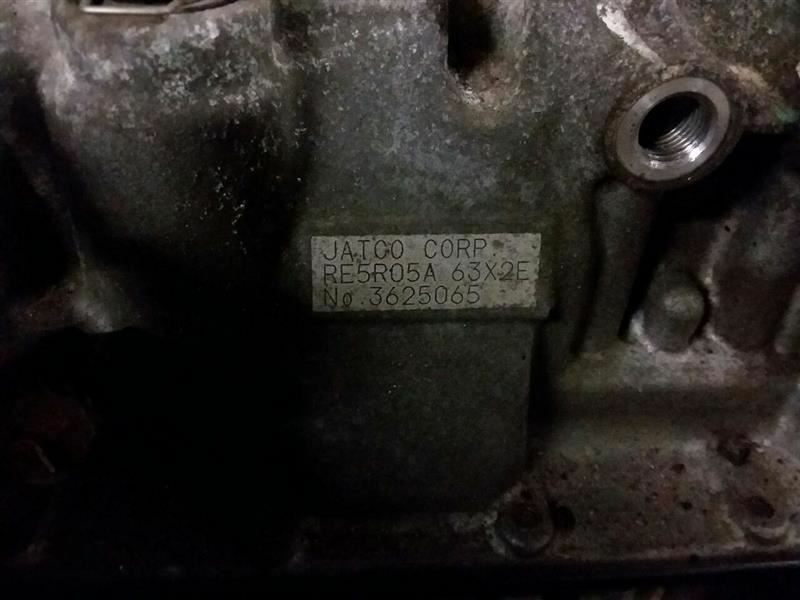 JATCO CORP.
RE5R05A 63X2E
No.3625065